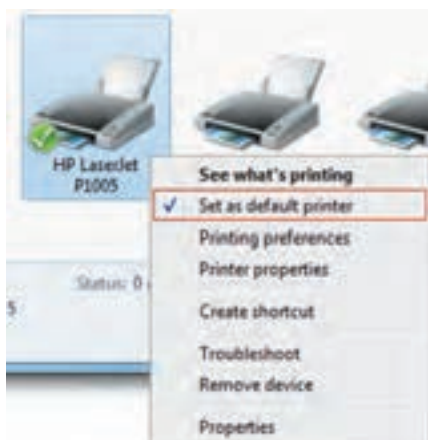 HP LaserJet
P1005
See what's printing
Set as default printer
Printing preferences
Printer properties
Status: 0
5
Create shortcut
Troubleshoot
Remove device
Properties